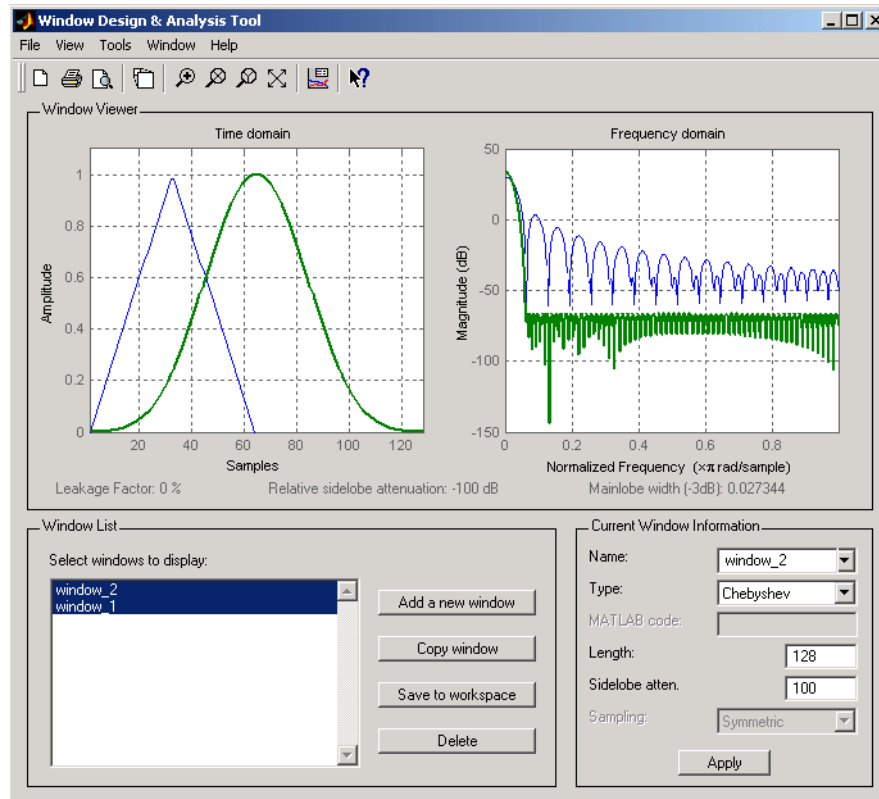 Window Design & Analysis Tool
File View Tools Window Help
Window Viewer
Time domain
Amplitude
1
0.8
0.6
0.4
0.2
0
20 40 60 80 100 120
Samples
Frequency domain
Magnitude (dB)
50
0
-50
-100
-150
0 0.2 0.4 0.6 0.8
Normalized Frequency (×π rad/sample)
Leakage Factor: 0 % Relative sidelobe attenuation: -100 dB Mainlobe width (-3dB): 0.027344
Window List
Select windows to display:
window_2
window_1
Add a new window
Copy window
Save to workspace
Delete
Current Window Information
Name: window_2
Type: Chebyshev
MATLAB code:
Length: 128
Sidelobe atten. 100
Sampling: Symmetric
Apply